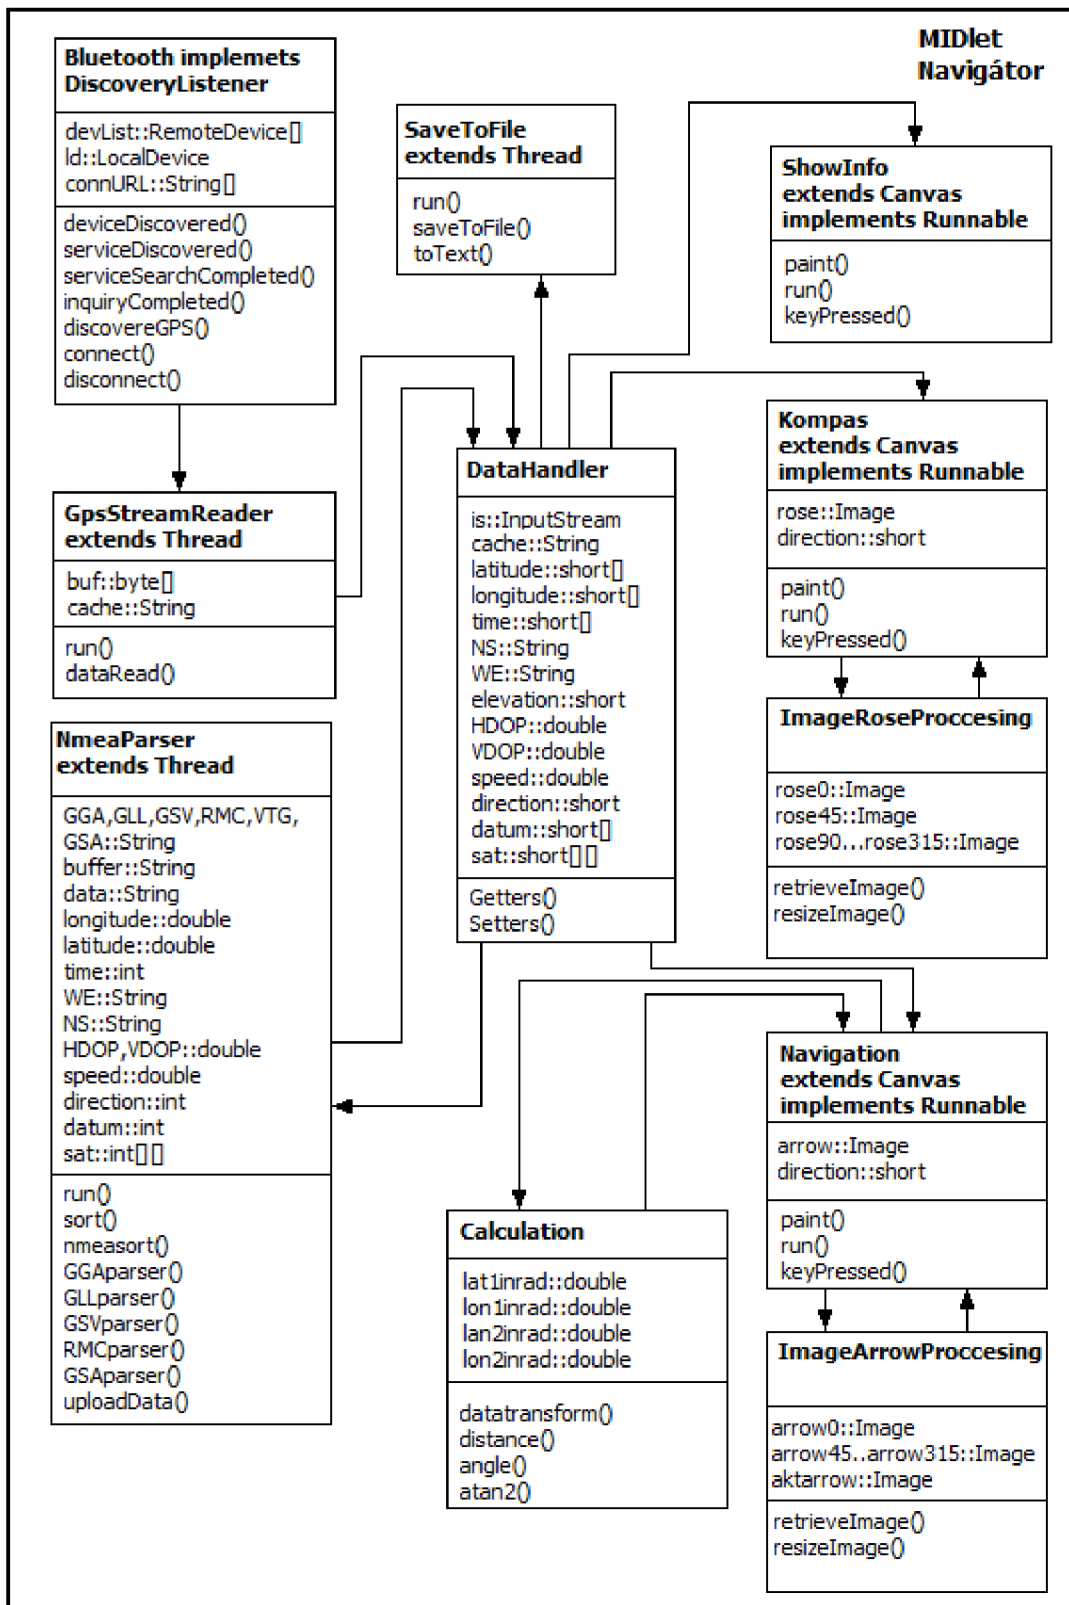 MIDlet
Navigátor
Bluetooth implemets
DiscoveryListener
devList::RemoteDevice[]
ld::LocalDevice
connURL::String[]
deviceDiscovered()
serviceDiscovered()
serviceSearchCompleted()
inquiryCompleted()
discovereGPS()
connect()
disconnect()
SaveToFile
extends Thread
run()
saveToFile()
toText()
ShowInfo
extends Canvas
implements Runnable
paint()
run()
keyPressed()
GpsStreamReader
extends Thread
buf::byte[]
cache::String
run()
dataRead()
DataHandler
is::InputStream
cache::String
latitude::short[]
longitude::short[]
time::short[]
NS::String
WE::String
elevation::short
HDOP::double
VDOP::double
speed::double
direction::short
datum::short[]
sat::short[][]
Getters()
Setters()
Kompas
extends Canvas
implements Runnable
rose::Image
direction::short
paint()
run()
keyPressed()
ImageRoseProccesing
rose0::Image
rose45::Image
rose90...rose315::Image
retrieveImage()
resizeImage()
NmeaParser
extends Thread
GGA,GLL,GSV,RMC,VTG,
GSA::String
buffer::String
data::String
longitude::double
latitude::double
time::int
WE::String
NS::String
HDOP,VDOP::double
speed::double
direction::int
datum::int
sat::int[][]
run()
sort()
nmeasort()
GGAparser()
GLLparser()
GSVparser()
RMCparser()
GSAparser()
uploadData()
Calculation
lat1inrad::double
lon1inrad::double
lan2inrad::double
lon2inrad::double
datatransform()
distance()
angle()
atan2()
Navigation
extends Canvas
implements Runnable
arrow::Image
direction::short
paint()
run()
keyPressed()
ImageArrowProccesing
arrow0::Image
arrow45..arrow315::Image
aktarrow::Image
retrieveImage()
resizeImage()